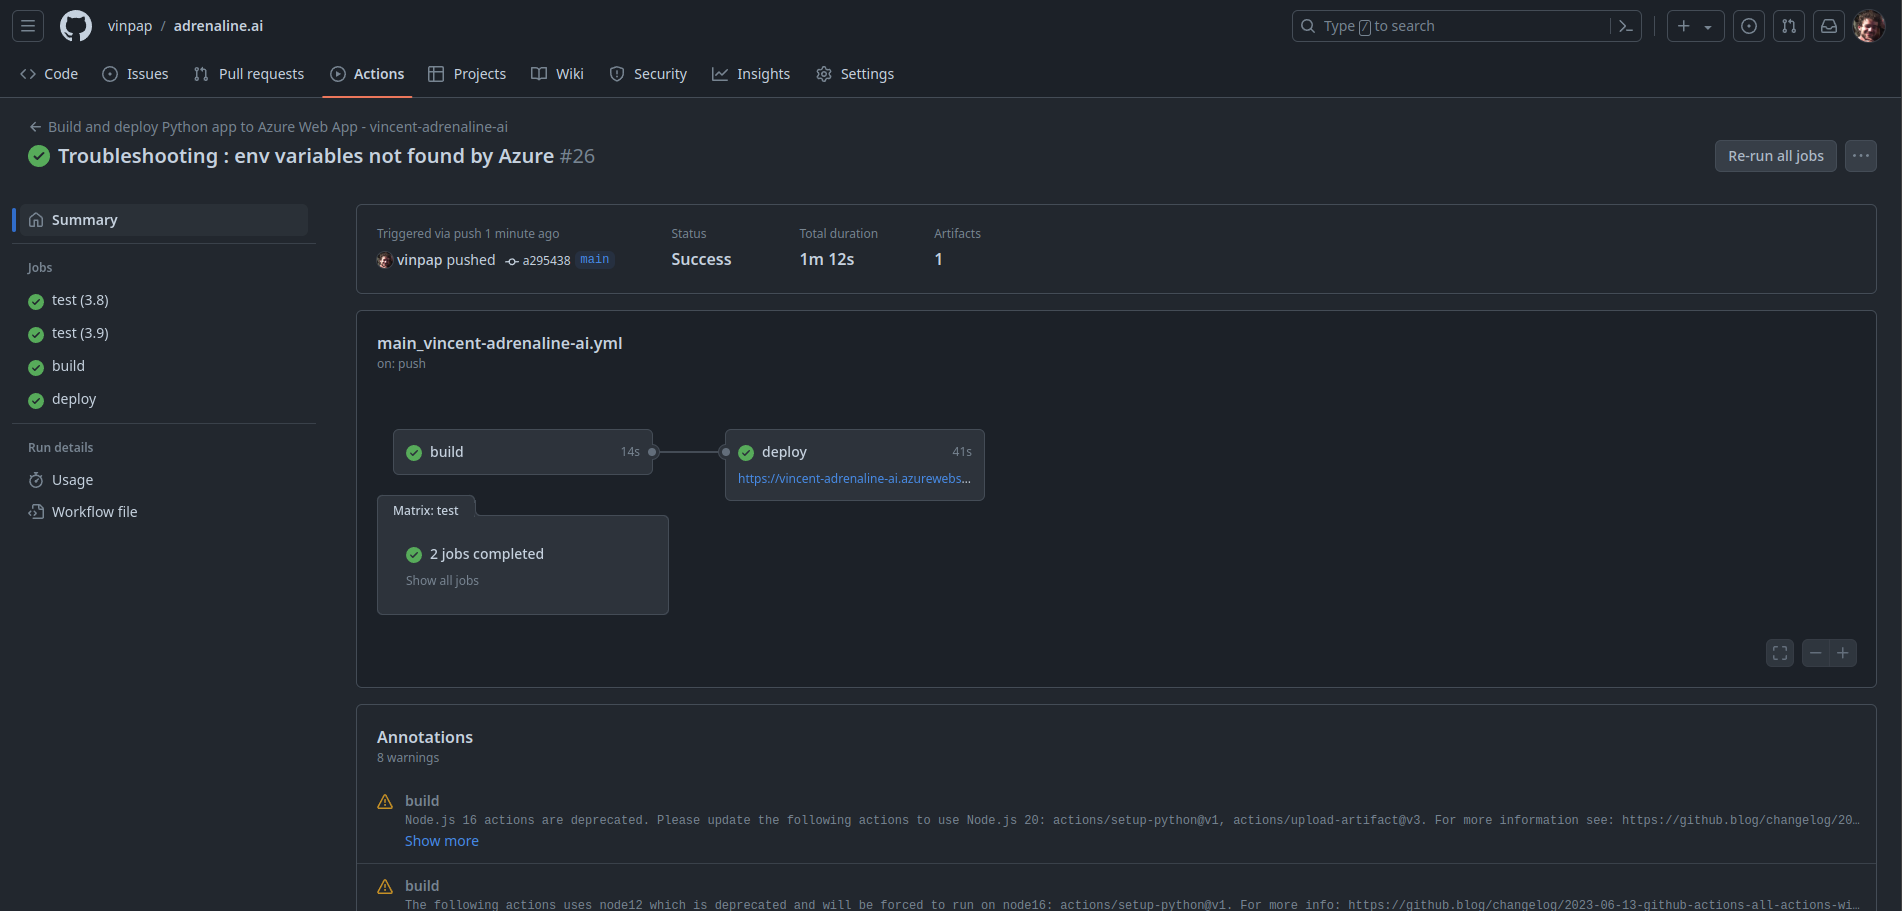 vinpap / adrenaline.ai
Type / to search
Code
Issues
Pull requests
Actions
Projects
Wiki
Security
Insights
Settings
Build and deploy Python app to Azure Web App - vincent-adrenaline-ai
Troubleshooting : env variables not found by Azure #26
Re-run all jobs
Summary
Jobs
test (3.8)
test (3.9)
build
deploy
Run details
Usage
Workflow file
Triggered via push 1 minute ago
vinpap pushed a295438 main
Status
Success
Total duration
1m 12s
Artifacts
1
main_vincent-adrenaline-ai.yml
on: push
build 14s
deploy 41s
https://vincent-adrenaline-ai.azurewebs...
Matrix: test
2 jobs completed
Show all jobs
Annotations
8 warnings
build
Node.js 16 actions are deprecated. Please update the following actions to use Node.js 20: actions/setup-python@v1, actions/upload-artifact@v3. For more information see: https://github.blog/changelog/20…
Show more
build
The following actions uses node12 which is deprecated and will be forced to run on node16: actions/setup-python@v1. For more info: https://github.blog/changelog/2023-06-13-github-actions-all-actions-wi…